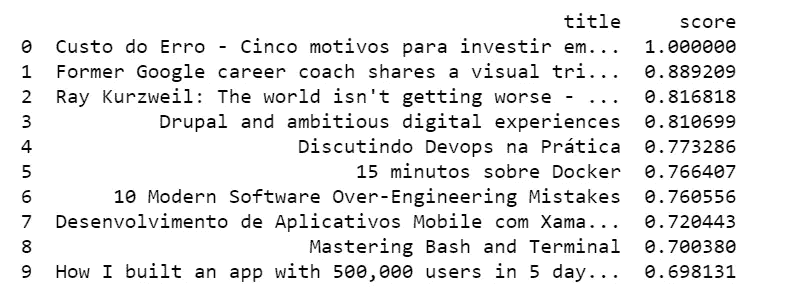 title score
0 Custo do Erro - Cinco motivos para investir em... 1.000000
1 Former Google career coach shares a visual tri... 0.889209
2 Ray Kurzweil: The world isn't getting worse - ... 0.816818
3 Drupal and ambitious digital experiences 0.810699
4 Discutindo Devops na Prática 0.773286
5 15 minutos sobre Docker 0.766407
6 10 Modern Software Over-Engineering Mistakes 0.760556
7 Desenvolvimento de Aplicativos Mobile com Xama... 0.720443
8 Mastering Bash and Terminal 0.700380
9 How I built an app with 500,000 users in 5 day... 0.698131